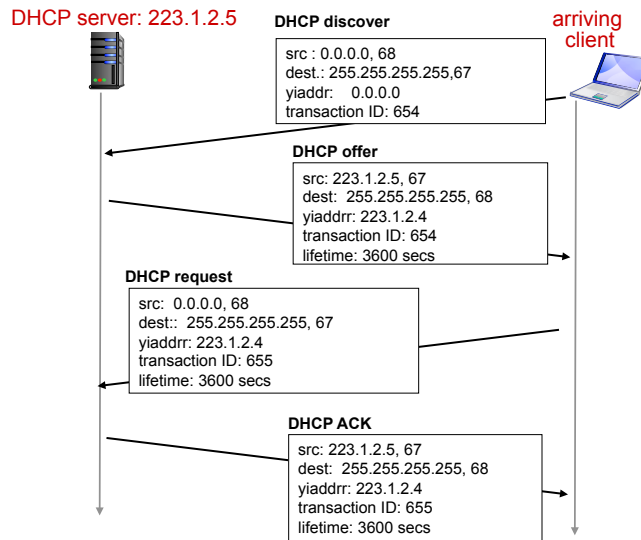 DHCP server: 223.1.2.5
arriving
client
DHCP discover
src : 0.0.0.0, 68
dest.: 255.255.255.255,67
yiaddr: 0.0.0.0
transaction ID: 654
DHCP offer
src: 223.1.2.5, 67
dest: 255.255.255.255, 68
yiaddrr: 223.1.2.4
transaction ID: 654
lifetime: 3600 secs
DHCP request
src: 0.0.0.0, 68
dest:: 255.255.255.255, 67
yiaddrr: 223.1.2.4
transaction ID: 655
lifetime: 3600 secs
DHCP ACK
src: 223.1.2.5, 67
dest: 255.255.255.255, 68
yiaddrr: 223.1.2.4
transaction ID: 655
lifetime: 3600 secs